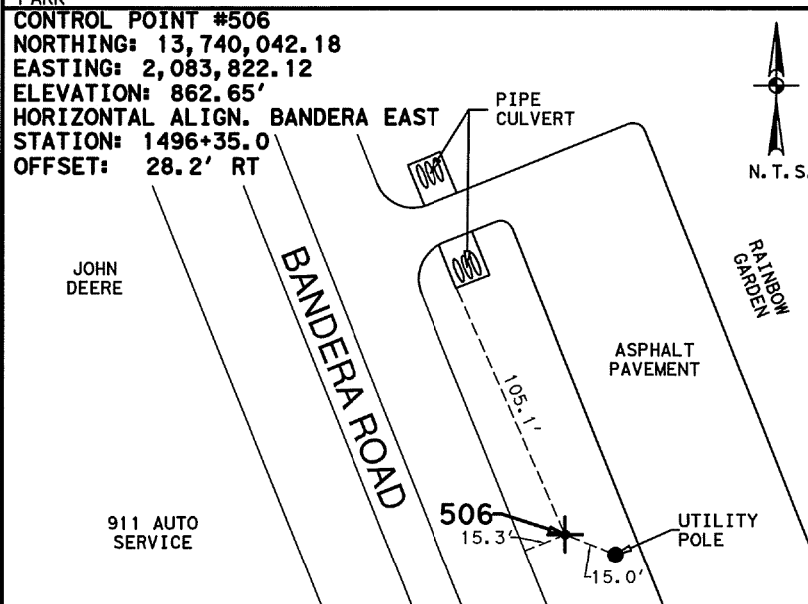 PARK
CONTROL POINT #506
NORTHING: 13,740,042.18
EASTING: 2,083,822.12
ELEVATION: 862.65'
HORIZONTAL ALIGN. BANDERA EAST
STATION: 1496+35.0
OFFSET: 28.2' RT
PIPE
CULVERT
N.T.S.
JOHN
DEERE
BANDERA ROAD
RAINBOW
GARDEN
ASPHALT
PAVEMENT
105.1'
506
15.3'
911 AUTO
SERVICE
UTILITY
POLE
15.0'